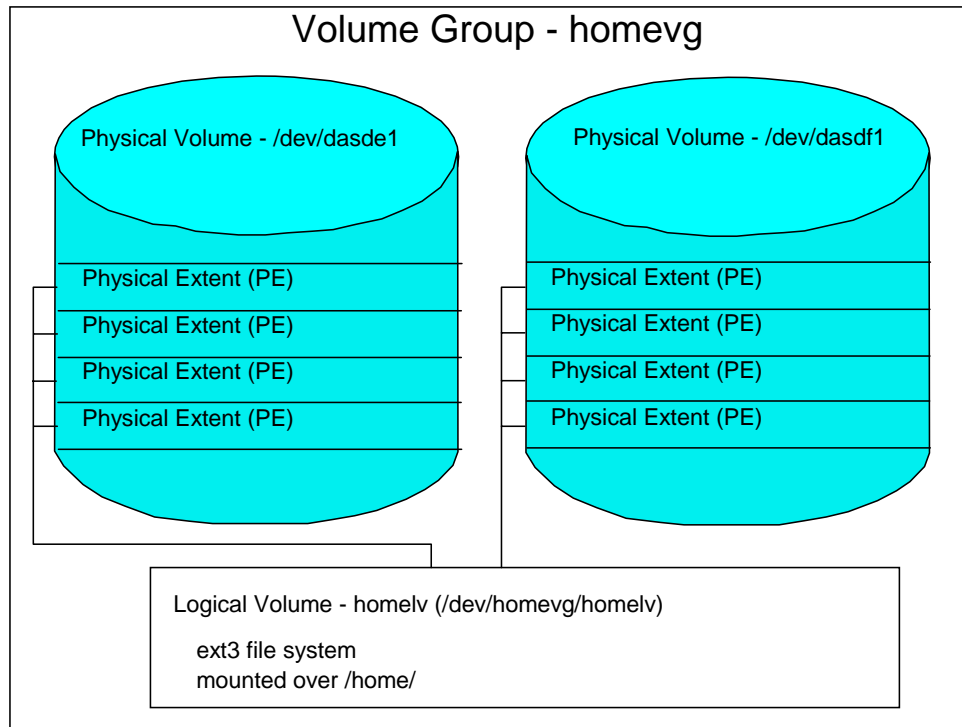 Volume Group - homevg
Physical Volume - /dev/dasde1
Physical Extent (PE)
Physical Extent (PE)
Physical Extent (PE)
Physical Extent (PE)
Physical Volume - /dev/dasdf1
Physical Extent (PE)
Physical Extent (PE)
Physical Extent (PE)
Physical Extent (PE)
Logical Volume - homelv (/dev/homevg/homelv)
ext3 file system
mounted over /home/